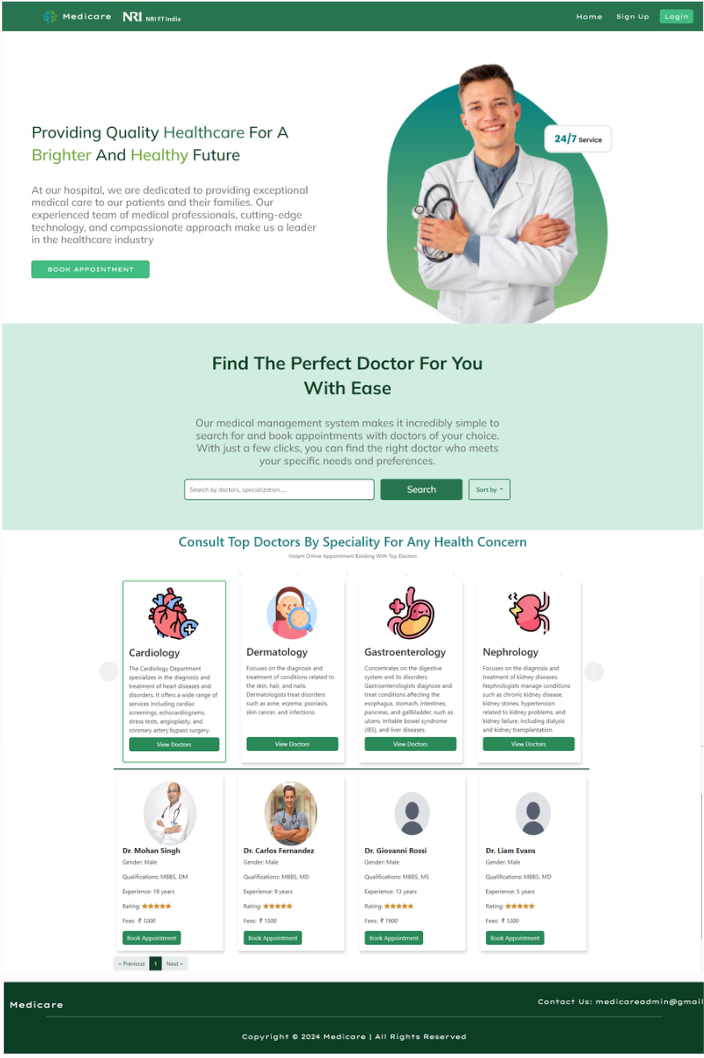 Medicare NRI NRI FT India
Home Sign Up Login
Providing Quality Healthcare For A
Brighter And Healthy Future
24/7 Service
At our hospital, we are dedicated to providing exceptional
medical care to our patients and their families. Our
experienced team of medical professionals, cutting-edge
technology, and compassionate approach make us a leader
in the healthcare industry
BOOK APPOINTMENT
Find The Perfect Doctor For You
With Ease
Our medical management system makes it incredibly simple to
search for and book appointments with doctors of your choice.
With just a few clicks, you can find the right doctor who meets
your specific needs and preferences.
Search by doctors, specialization,....
Search
Sort by
Consult Top Doctors By Speciality For Any Health Concern
Instant Online Appointment Booking With Top Doctors
Cardiology
The Cardiology Department
specializes in the diagnosis and
treatment of heart diseases and
disorders. It offers a wide range of
services including cardiac
screenings, echocardiograms,
stress tests, angioplasty, and
coronary artery bypass surgery.
View Doctors
Dermatology
Focuses on the diagnosis and
treatment of conditions related to
the skin, hair, and nails.
Dermatologists treat disorders
such as acne, eczema, psoriasis,
skin cancer, and infections.
View Doctors
Gastroenterology
Concentrates on the digestive
system and its disorders.
Gastroenterologists diagnose and
treat conditions affecting the
esophagus, stomach, intestines,
pancreas, and gallbladder, such as
ulcers, irritable bowel syndrome
(IBS), and liver diseases.
View Doctors
Nephrology
Focuses on the diagnosis and
treatment of kidney diseases.
Nephrologists manage conditions
such as chronic kidney disease,
kidney stones, hypertension
related to kidney problems, and
kidney failure, including dialysis
and kidney transplantation.
View Doctors
Dr. Mohan Singh
Gender: Male
Qualifications: MBBS, DM
Experience: 18 years
Rating:
Fees: ₹ 1200
Book Appointment
Dr. Carlos Fernandez
Gender: Male
Qualifications: MBBS, MD
Experience: 9 years
Rating:
Fees: ₹ 1500
Book Appointment
Dr. Giovanni Rossi
Gender: Male
Qualifications: MBBS, MS
Experience: 13 years
Rating:
Fees: ₹ 1900
Book Appointment
Dr. Liam Evans
Gender: Male
Qualifications: MBBS, MD
Experience: 5 years
Rating:
Fees: ₹ 1200
Book Appointment
« Previous 1 Next »
Medicare
Contact Us: medicareadmin@gmail
Copyright © 2024 Medicare | All Rights Reserved